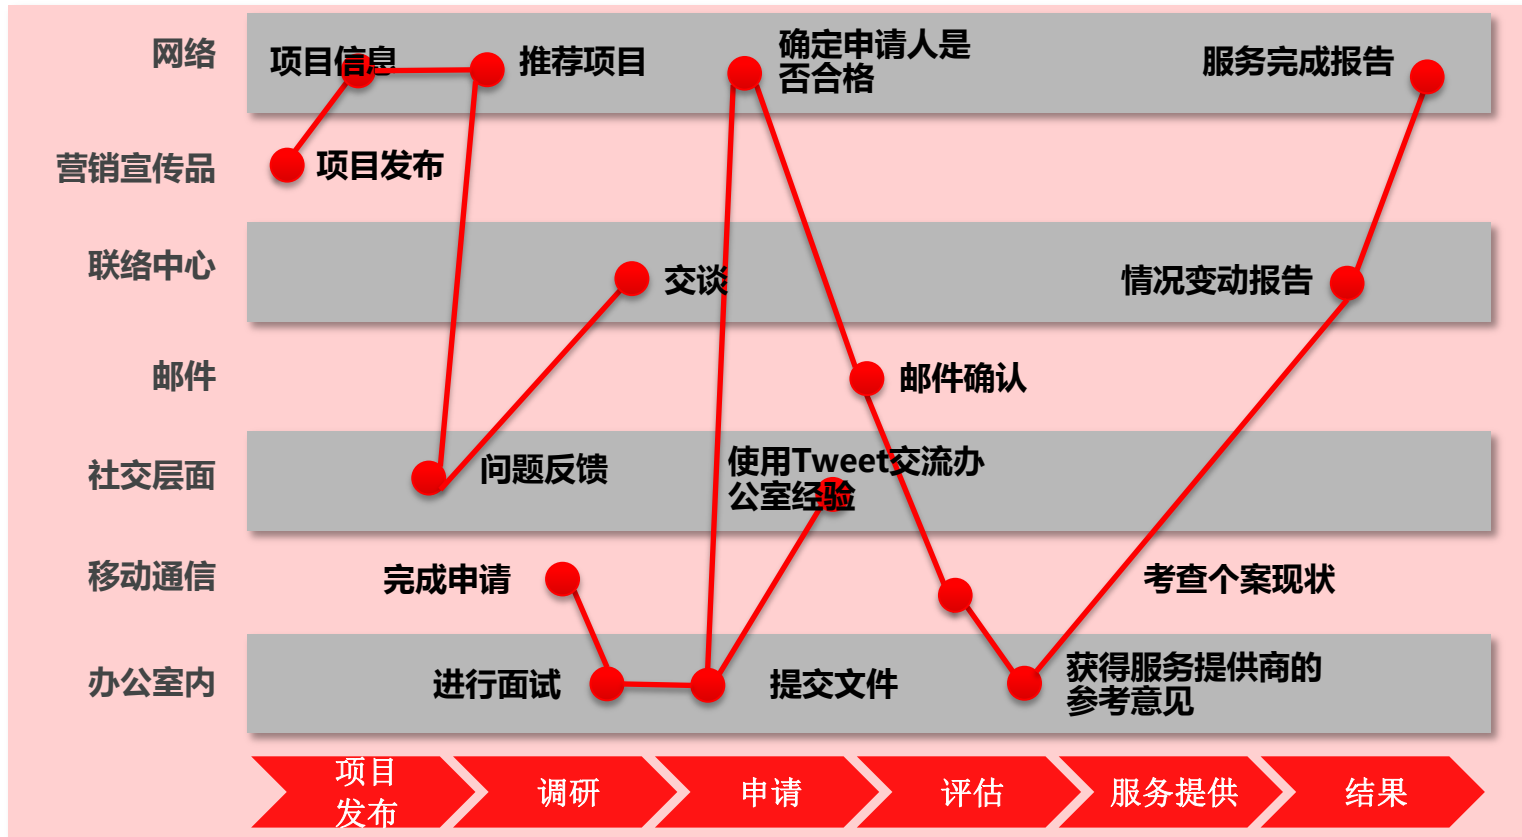 网络
项目信息
推荐项目
确定申请人是
否合格
服务完成报告
营销宣传品
项目发布
联络中心
交谈
情况变动报告
邮件
邮件确认
社交层面
问题反馈
使用Tweet交流办
公室经验
移动通信
完成申请
考查个案现状
办公室内
进行面试
提交文件
获得服务提供商的
参考意见
项目
发布
调研
申请
评估
服务提供
结果